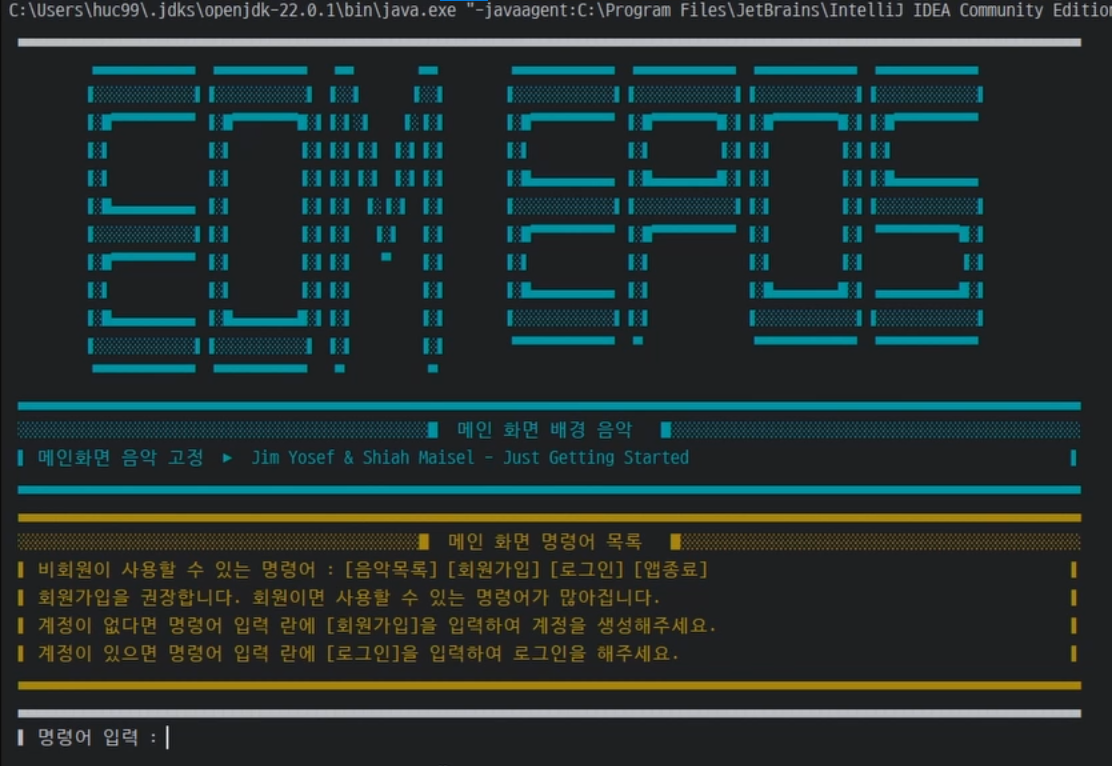 C:\Users\huc99\.jdks\openjdk-22.0.1\bin\java.exe "-javaagent:C:\Program Files\JetBrains\IntelliJ IDEA Community Edition
EDM EPOS
메인 화면 배경 음악
메인화면 음악 고정 ► Jim Yosef & Shiah Maisel - Just Getting Started
메인 화면 명령어 목록
비회원이 사용할 수 있는 명령어 : [음악목록] [회원가입] [로그인] [앱종료]
회원가입을 권장합니다. 회원이면 사용할 수 있는 명령어가 많아집니다.
계정이 없다면 명령어 입력 란에 [회원가입]을 입력하여 계정을 생성해주세요.
계정이 있으면 명령어 입력 란에 [로그인]을 입력하여 로그인을 해주세요.
명령어 입력 :